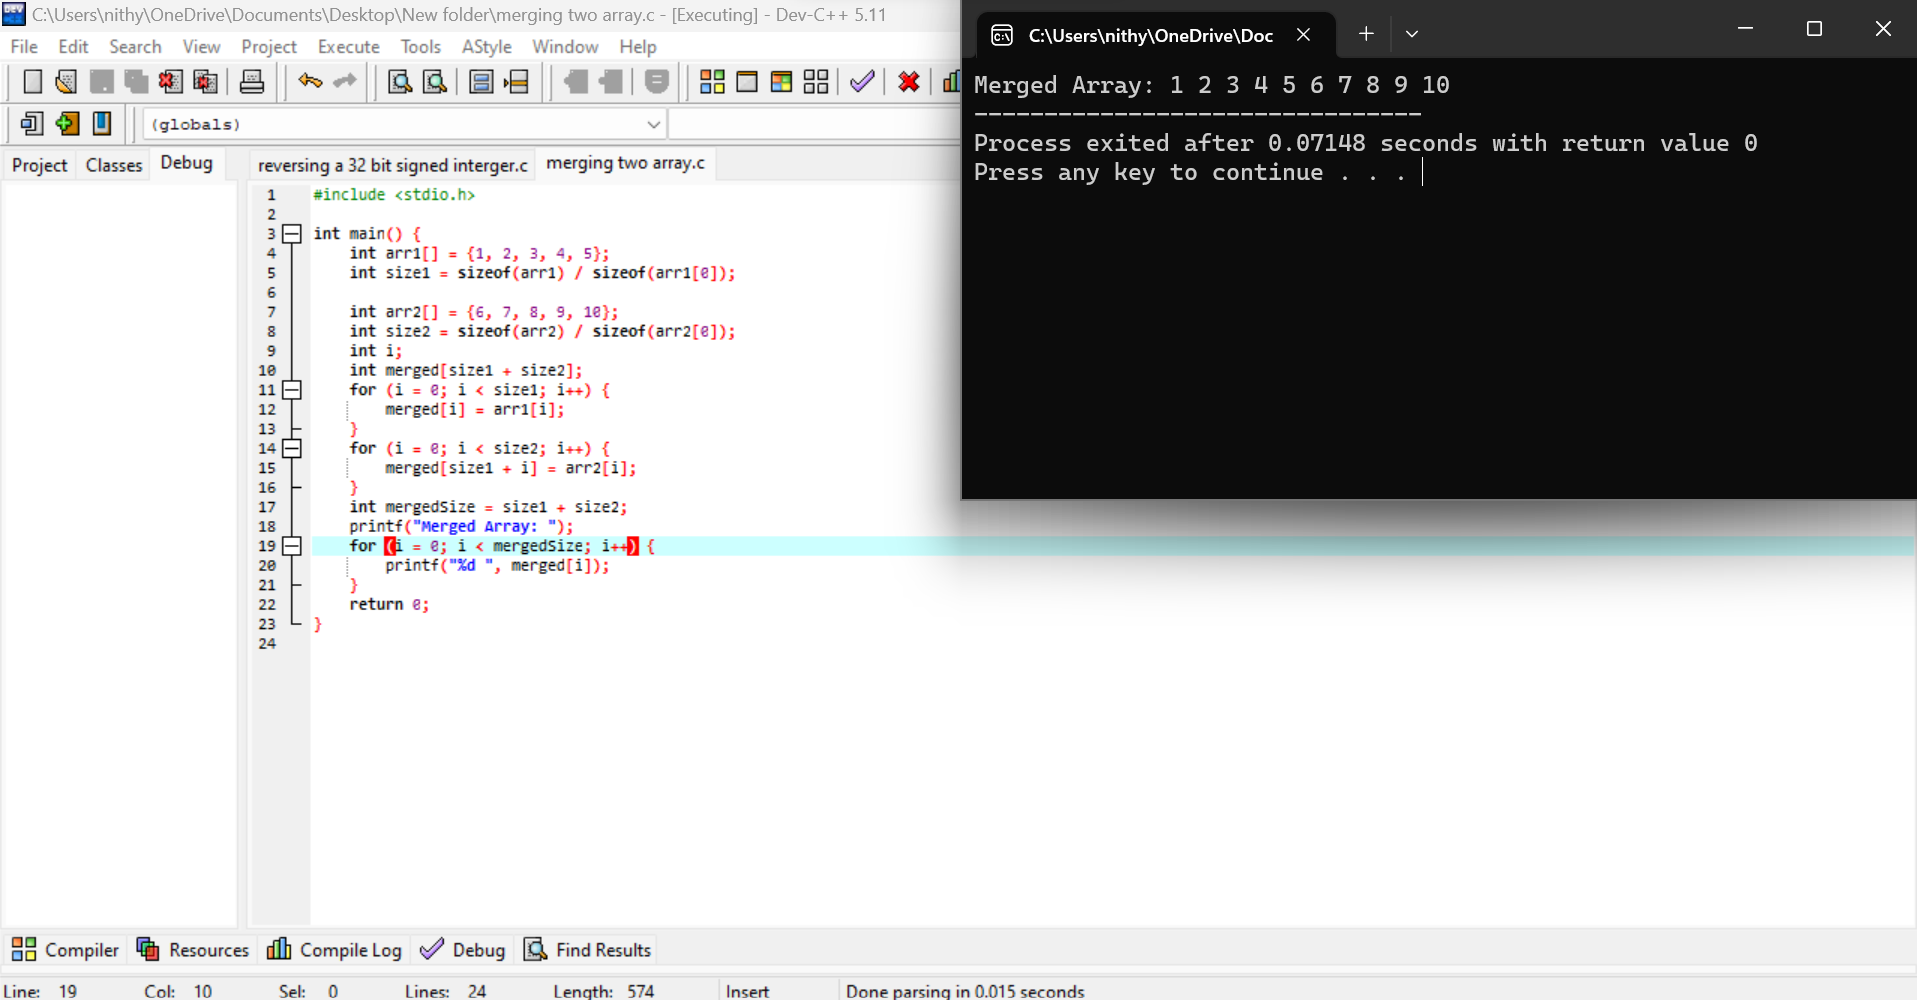 C:\Users\nithy\OneDrive\Documents\Desktop\New folder\merging two array.c - [Executing] - Dev-C++ 5.11
File Edit Search View Project Execute Tools AStyle Window Help
(globals)
Project Classes Debug
reversing a 32 bit signed interger.c merging two array.c
1 #include <stdio.h>
2
3 int main() {
4     int arr1[] = {1, 2, 3, 4, 5};
5     int size1 = sizeof(arr1) / sizeof(arr1[0]);
6
7     int arr2[] = {6, 7, 8, 9, 10};
8     int size2 = sizeof(arr2) / sizeof(arr2[0]);
9     int i;
10     int merged[size1 + size2];
11     for (i = 0; i < size1; i++) {
12         merged[i] = arr1[i];
13     }
14     for (i = 0; i < size2; i++) {
15         merged[size1 + i] = arr2[i];
16     }
17     int mergedSize = size1 + size2;
18     printf("Merged Array: ");
19     for (i = 0; i < mergedSize; i++) {
20         printf("%d ", merged[i]);
21     }
22     return 0;
23 }
24
C:\Users\nithy\OneDrive\Doc
Merged Array: 1 2 3 4 5 6 7 8 9 10
--------------------------------
Process exited after 0.07148 seconds with return value 0
Press any key to continue . . .
Compiler Resources Compile Log Debug Find Results
Line: 19 Col: 10 Sel: 0 Lines: 24 Length: 574 Insert Done parsing in 0.015 seconds